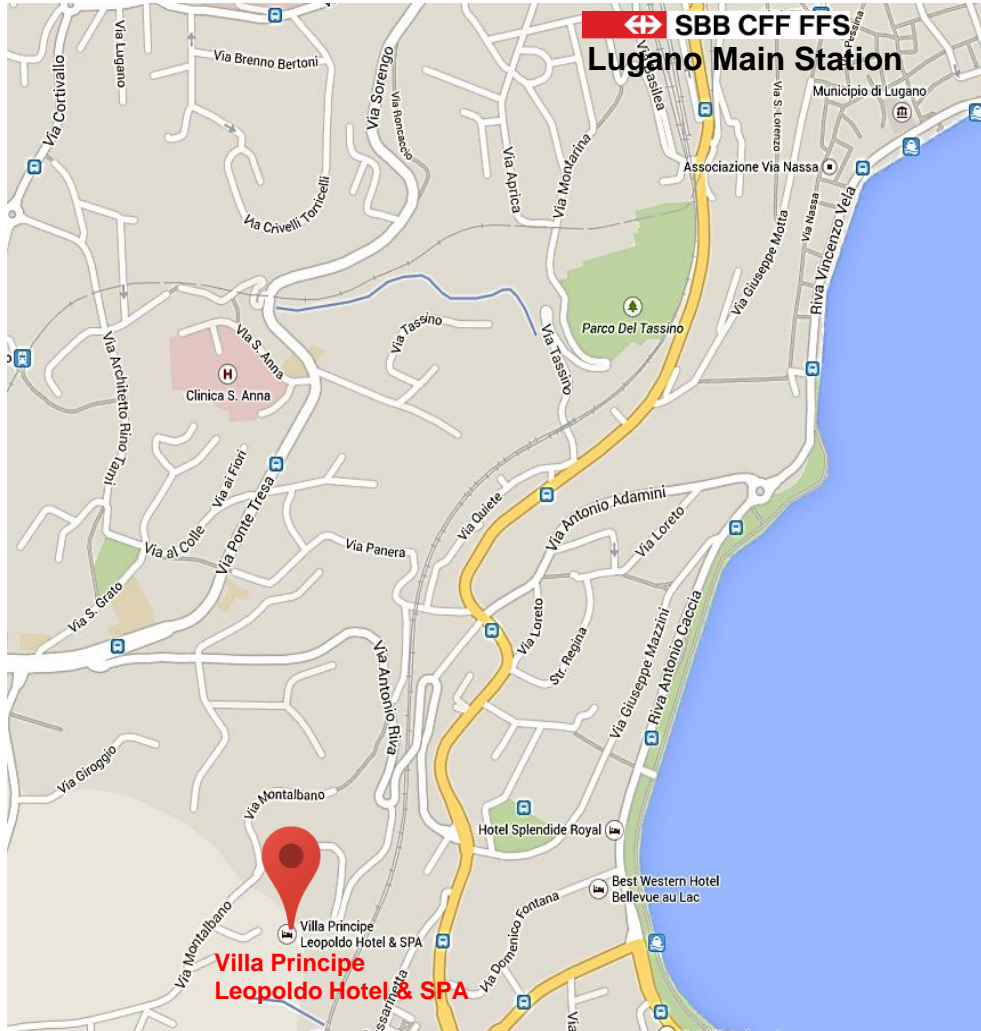 SBB CFF FFS
Lugano Main Station
Via Lugano
Via Brenno Bertoni
Via Sorengo
Via Cortivallo
Via Roncaccio
Via Basilea
Via S. Lorenzo
Pessina
Municipio di Lugano
Associazione Via Nassa
Via Nassa
Via Aprica
Via Montarina
Via Crivelli Torricelli
Via Giuseppe Motta
Riva Vincenzo Vela
Parco Del Tassino
Via Tassino
Via Tassino
Via S. Anna
H
Clinica S. Anna
Via Architetto Rino Tami
Via ai Fiori
Via Ponte Tresa
Via al Colle
Via Panera
Via Quiete
Via Antonio Adamini
Via Loreto
Via Loreto
Via S. Grato
Str. Regina
Via Giuseppe Mazzini
Riva Antonio Caccia
Via Antonio Riva
Via Giroggio
Via Montalbano
Hotel Splendide Royal
Best Western Hotel
Bellevue au Lac
Via Domenico Fontana
Via Montalbano
Villa Principe
Leopoldo Hotel & SPA
Villa Principe
Leopoldo Hotel & SPA
Via